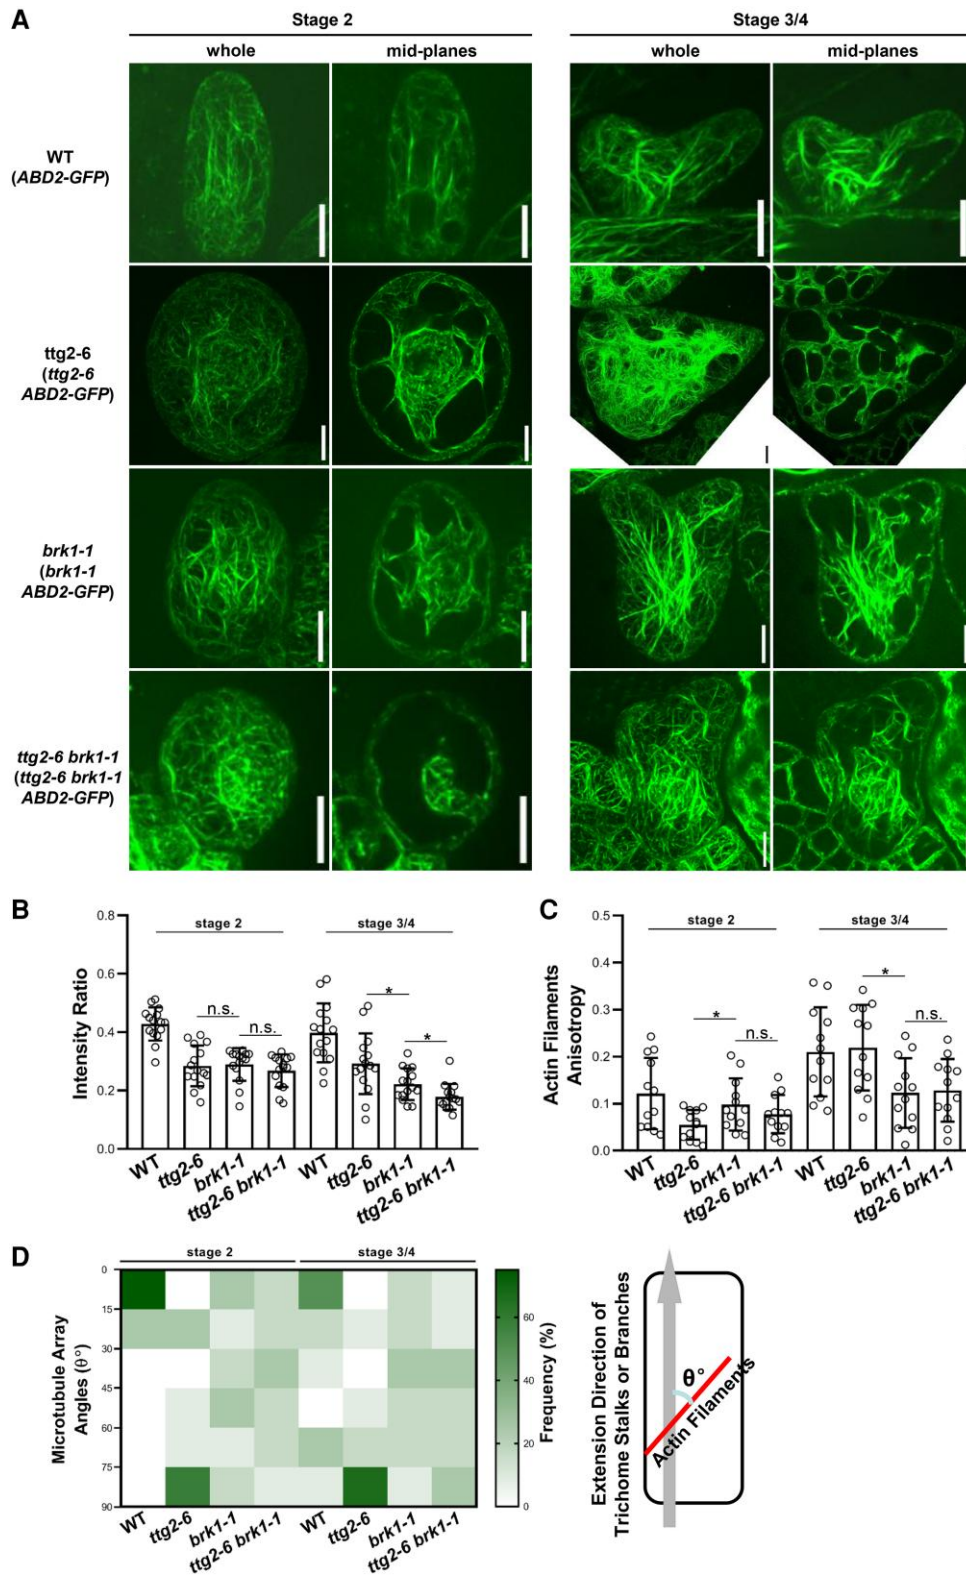 A
Stage 2
Stage 3/4
whole
mid-planes
whole
mid-planes
WT
(ABD2-GFP)
ttg2-6
(ttg2-6
ABD2-GFP)
brk1-1
(brk1-1
ABD2-GFP)
ttg2-6 brk1-1
(ttg2-6 brk1-1
ABD2-GFP)
B
stage 2
stage 3/4
Intensity Ratio
0.8
0.6
0.4
0.2
0.0
n.s.
n.s.
*
*
WT
ttg2-6
brk1-1
ttg2-6 brk1-1
WT
ttg2-6
brk1-1
ttg2-6 brk1-1
C
stage 2
stage 3/4
Actin Filaments
Anisotropy
0.5
0.4
0.3
0.2
0.1
0.0
*
n.s.
*
n.s.
WT
ttg2-6
brk1-1
ttg2-6 brk1-1
WT
ttg2-6
brk1-1
ttg2-6 brk1-1
D
stage 2
stage 3/4
Microtubule Array
Angles (θ°)
0
15
30
45
60
75
90
WT
ttg2-6
brk1-1
ttg2-6 brk1-1
WT
ttg2-6
brk1-1
ttg2-6 brk1-1
60
40
20
0
Frequency (%)
Extension Direction of
Trichome Stalks or Branches
θ°
Actin Filaments